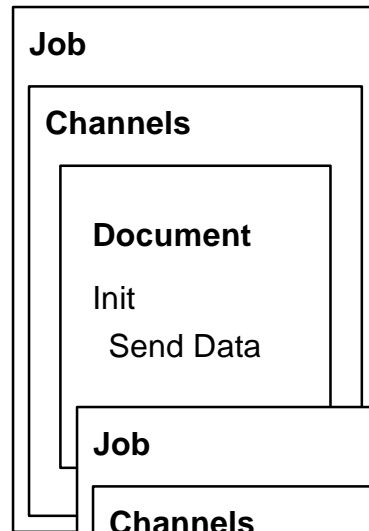 Job
Channels
Document
Init
Send Data
Job
Channels